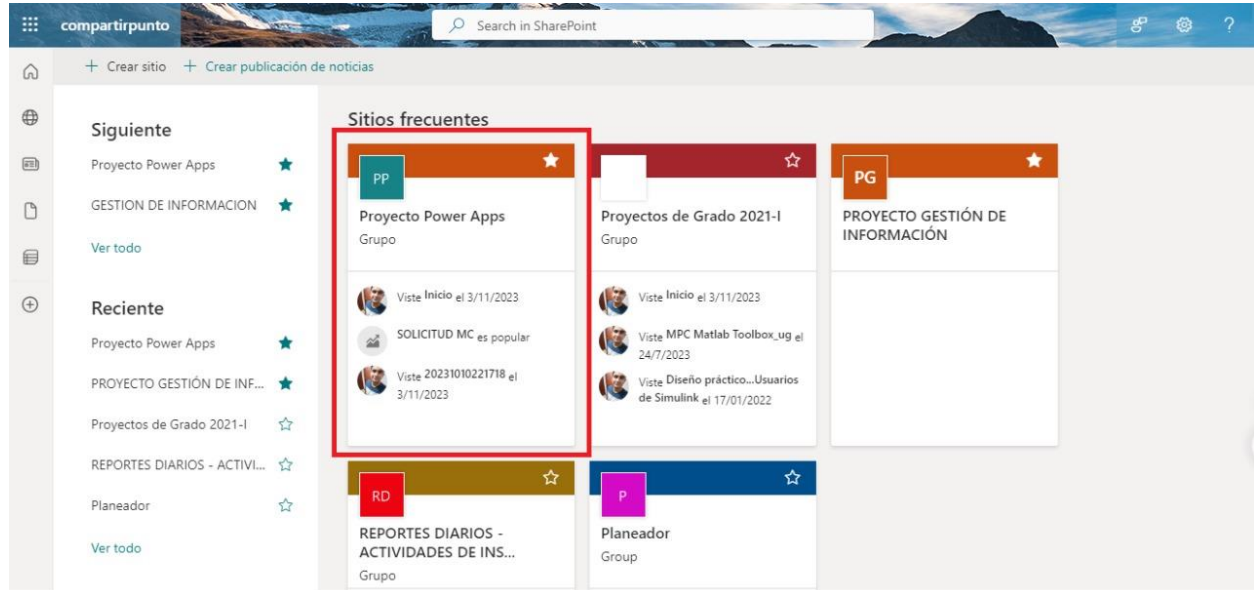 compartirpunto
Search in SharePoint
?
+ Crear sitio + Crear publicación de noticias
Siguiente
Proyecto Power Apps
GESTION DE INFORMACION
Ver todo
Reciente
Proyecto Power Apps
PROYECTO GESTIÓN DE INF...
Proyectos de Grado 2021-I
REPORTES DIARIOS - ACTIVI...
Planeador
Ver todo
Sitios frecuentes
PP
Proyecto Power Apps
Grupo
Viste Inicio el 3/11/2023
SOLICITUD MC es popular
Viste 20231010221718 el
3/11/2023
Proyectos de Grado 2021-I
Grupo
Viste Inicio el 3/11/2023
Viste MPC Matlab Toolbox_ug el
24/7/2023
Viste Diseño práctico...Usuarios
de Simulink el 17/01/2022
PG
PROYECTO GESTIÓN DE
INFORMACIÓN
RD
REPORTES DIARIOS -
ACTIVIDADES DE INS...
Grupo
P
Planeador
Group